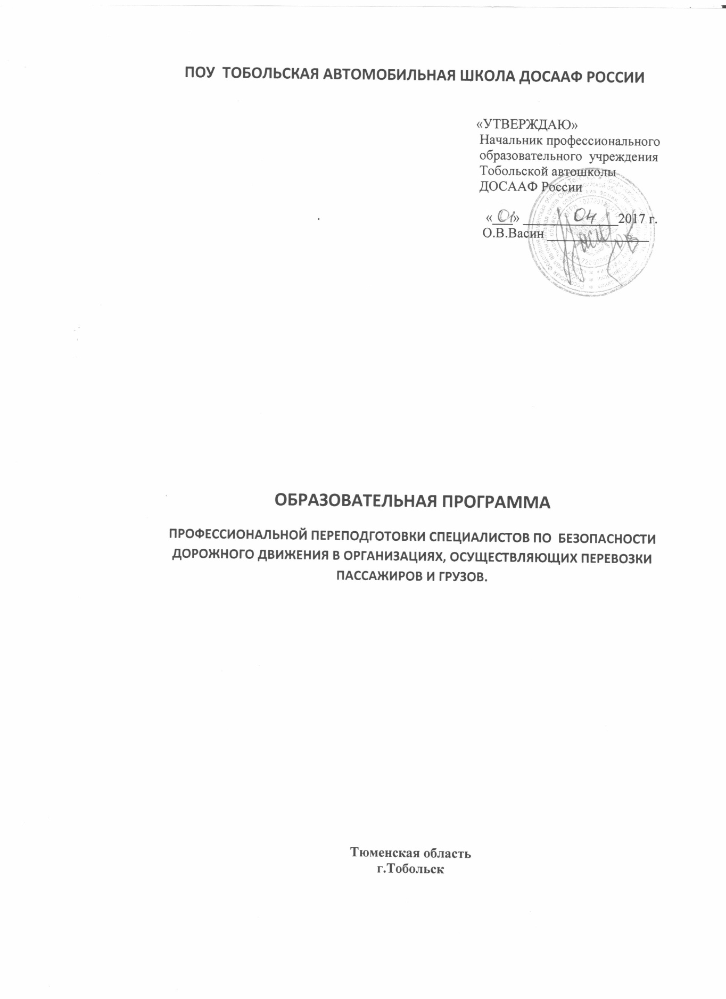 ПОУ  ТОБОЛЬСКАЯ АВТОМОБИЛЬНАЯ ШКОЛА ДОСААФ РОССИИ
«УТВЕРЖДАЮ»
Начальник профессионального
образовательного  учреждения
Тобольской автошколы
ДОСААФ России
« 01 » 04 2017 г.
О.В.Васин
ОБРАЗОВАТЕЛЬНАЯ ПРОГРАММА
ПРОФЕССИОНАЛЬНОЙ ПЕРЕПОДГОТОВКИ СПЕЦИАЛИСТОВ ПО  БЕЗОПАСНОСТИ
ДОРОЖНОГО ДВИЖЕНИЯ В ОРГАНИЗАЦИЯХ, ОСУЩЕСТВЛЯЮЩИХ ПЕРЕВОЗКИ
ПАССАЖИРОВ И ГРУЗОВ.
Тюменская область
г.Тобольск